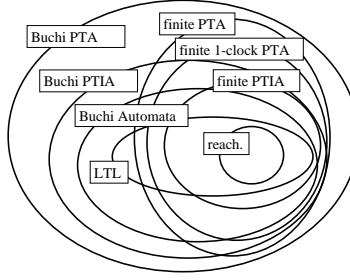 finite PTA
Buchi PTA
finite 1-clock PTA
Buchi PTIA
finite PTIA
Buchi Automata
reach.
LTL